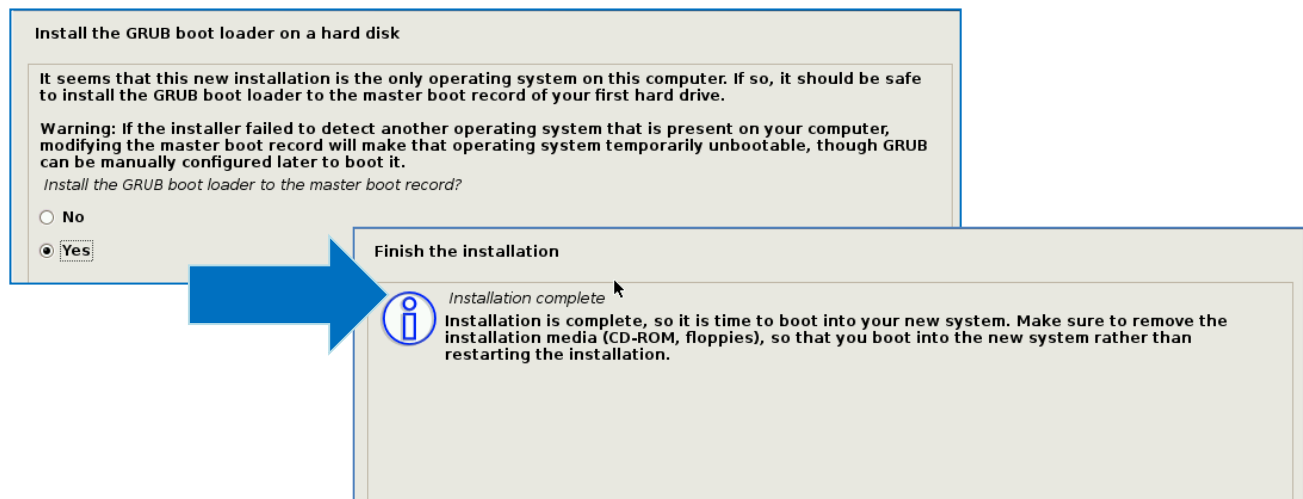 Install the GRUB boot loader on a hard disk
It seems that this new installation is the only operating system on this computer. If so, it should be safe
to install the GRUB boot loader to the master boot record of your first hard drive.
Warning: If the installer failed to detect another operating system that is present on your computer,
modifying the master boot record will make that operating system temporarily unbootable, though GRUB
can be manually configured later to boot it.
Install the GRUB boot loader to the master boot record?
No
Yes
Finish the installation
Installation complete
Installation is complete, so it is time to boot into your new system. Make sure to remove the
installation media (CD-ROM, floppies), so that you boot into the new system rather than
restarting the installation.